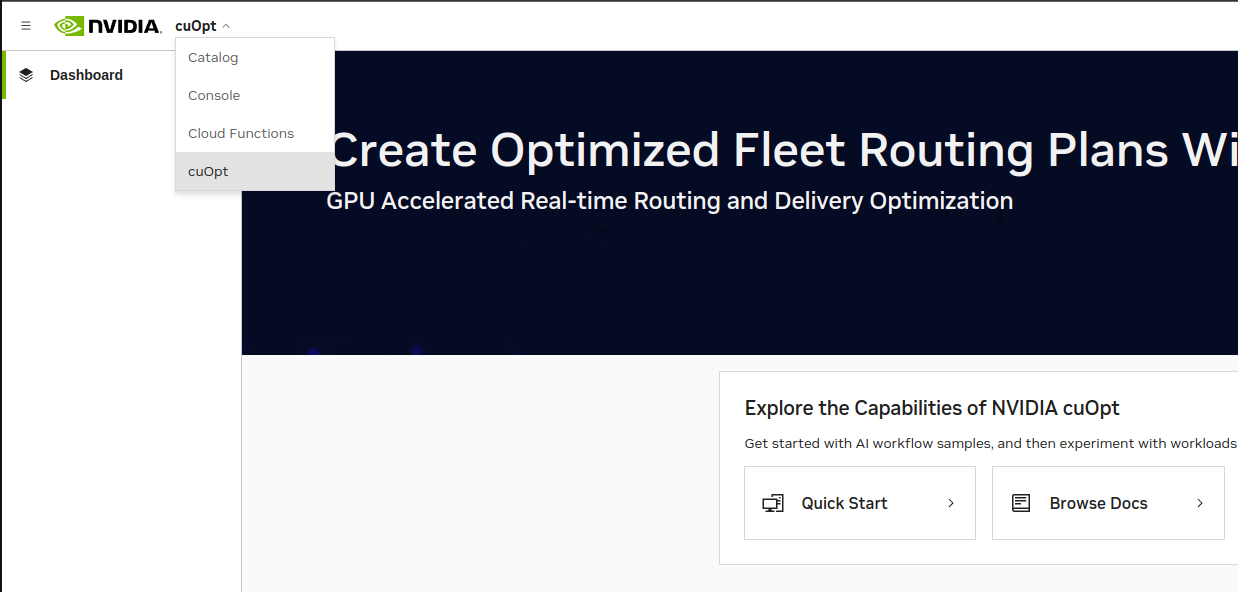 NVIDIA. cuOpt
Catalog
Console
Cloud Functions
cuOpt
Dashboard
Create Optimized Fleet Routing Plans Wi
GPU Accelerated Real-time Routing and Delivery Optimization
Explore the Capabilities of NVIDIA cuOpt
Get started with AI workflow samples, and then experiment with workloads
Quick Start
Browse Docs